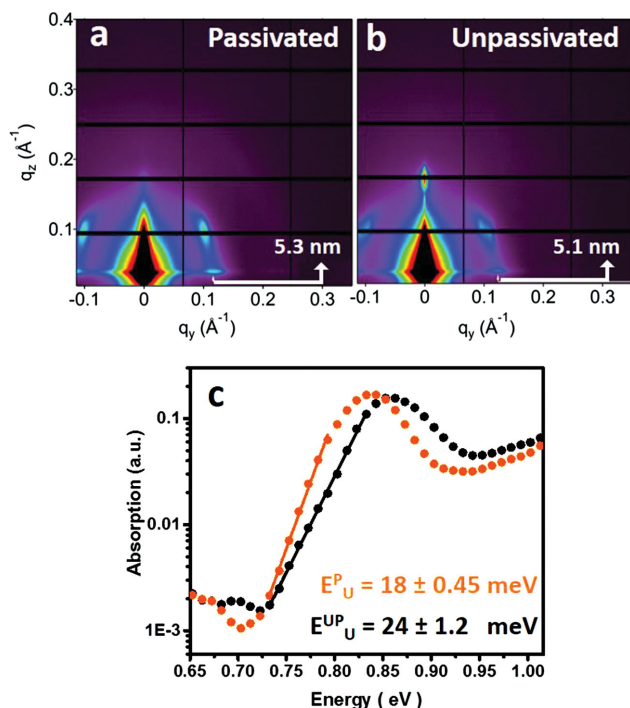 a Passivated
b Unpassivated
0.4
0.3
0.2
0.1
q_z (Å⁻¹)
5.3 nm
5.1 nm
-0.1 0 0.1 0.2 0.3
-0.1 0 0.1 0.2 0.3
q_y (Å⁻¹)
q_y (Å⁻¹)
c
0.1
0.01
1E-3
Absorption (a.u.)
E^P_U = 18 ± 0.45 meV
E^UP_U = 24 ± 1.2 meV
0.65 0.70 0.75 0.80 0.85 0.90 0.95 1.00
Energy ( eV)